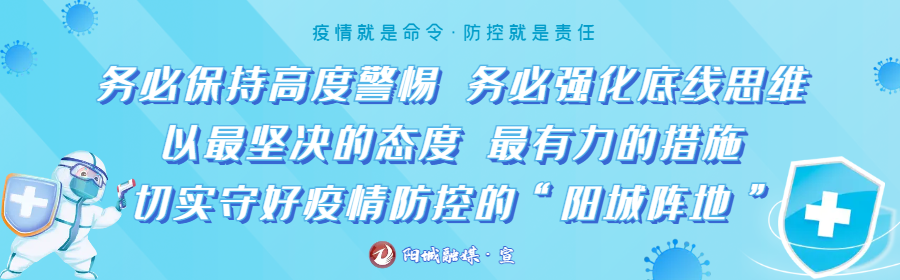 疫情就是命令·防控就是责任
务必保持高度警惕 务必强化底线思维
以最坚决的态度 最有力的措施
切实守好疫情防控的“阳城阵地”
阳城融媒·宣